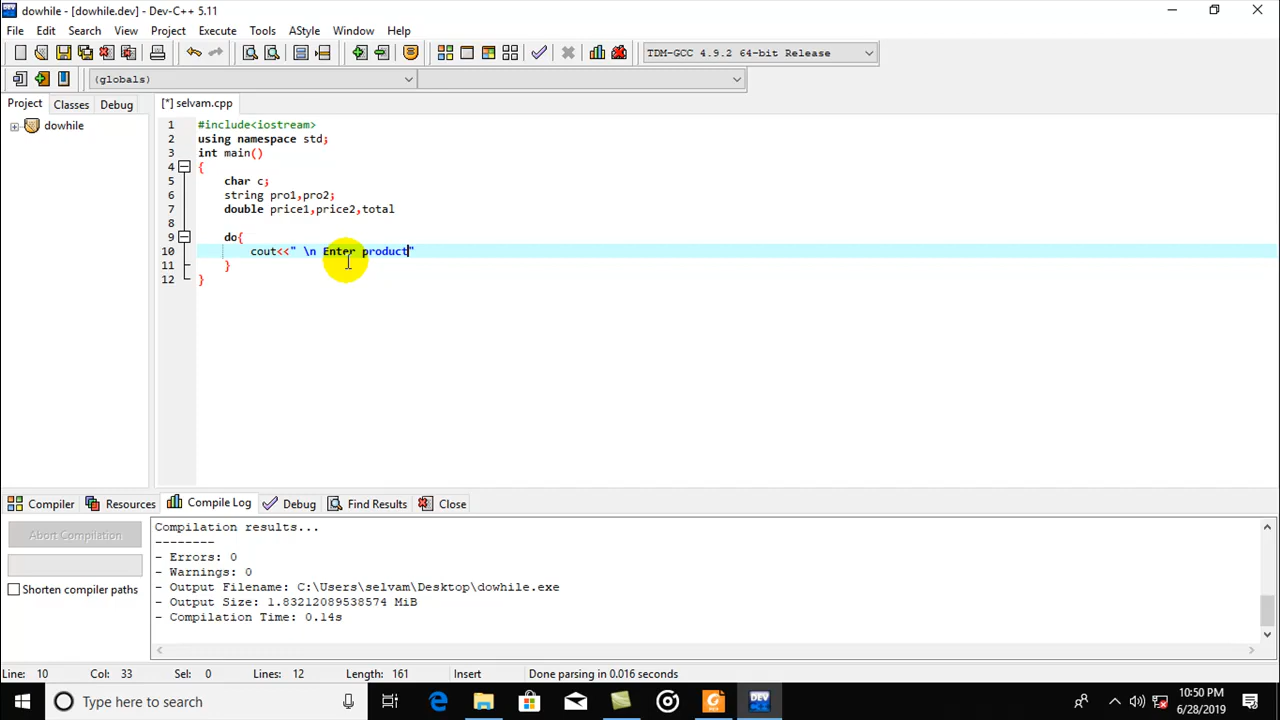 dowhile - [dowhile.dev] - Dev-C++ 5.11
File Edit Search View Project Execute Tools AStyle Window Help
TDM-GCC 4.9.2 64-bit Release
(globals)
Project Classes Debug [*] selvam.cpp
dowhile
1 #include<iostream>
2 using namespace std;
3 int main()
4 {
5 char c;
6 string pro1,pro2;
7 double price1,price2,total
8
9 do{
10 cout<<" \n Enter product"
11 }
12 }
Compiler Resources Compile Log Debug Find Results Close
Abort Compilation
Shorten compiler paths
Compilation results...
--------
- Errors: 0
- Warnings: 0
- Output Filename: C:\Users\selvam\Desktop\dowhile.exe
- Output Size: 1.83212089538574 MiB
- Compilation Time: 0.14s
Line: 10 Col: 33 Sel: 0 Lines: 12 Length: 161 Insert Done parsing in 0.016 seconds
Type here to search
DEV
10:50 PM
6/28/2019